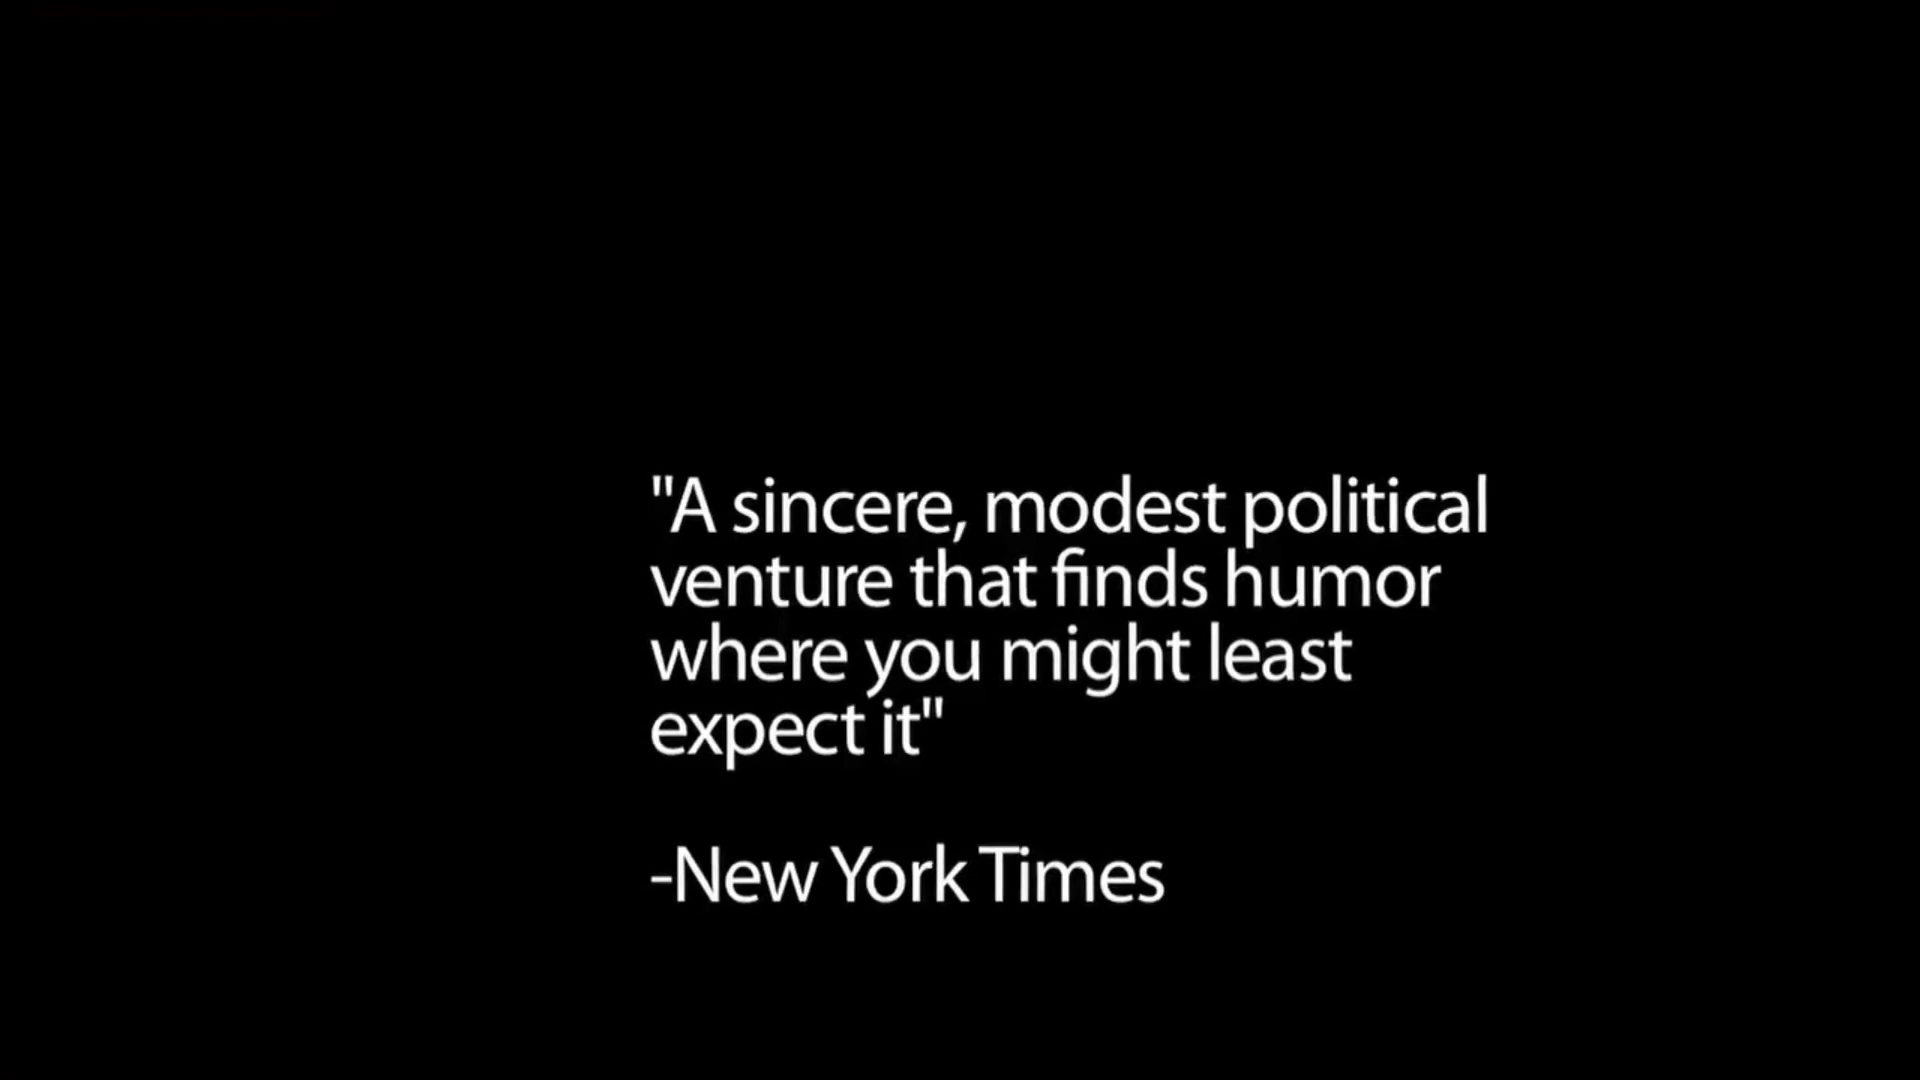 "A sincere, modest political
venture that finds humor
where you might least
expect it"
-New York Times